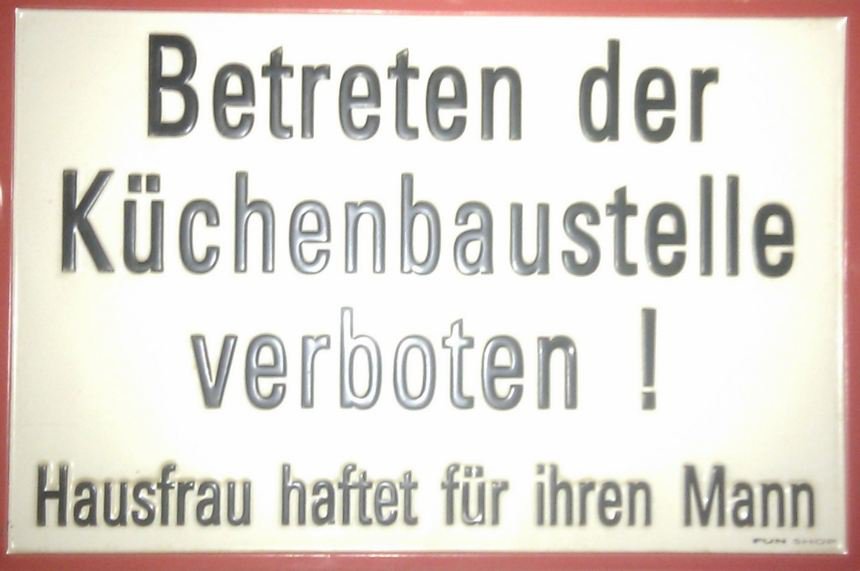 Betreten der
Küchenbaustelle
verboten !
Hausfrau haftet für ihren Mann
FUN SHOP